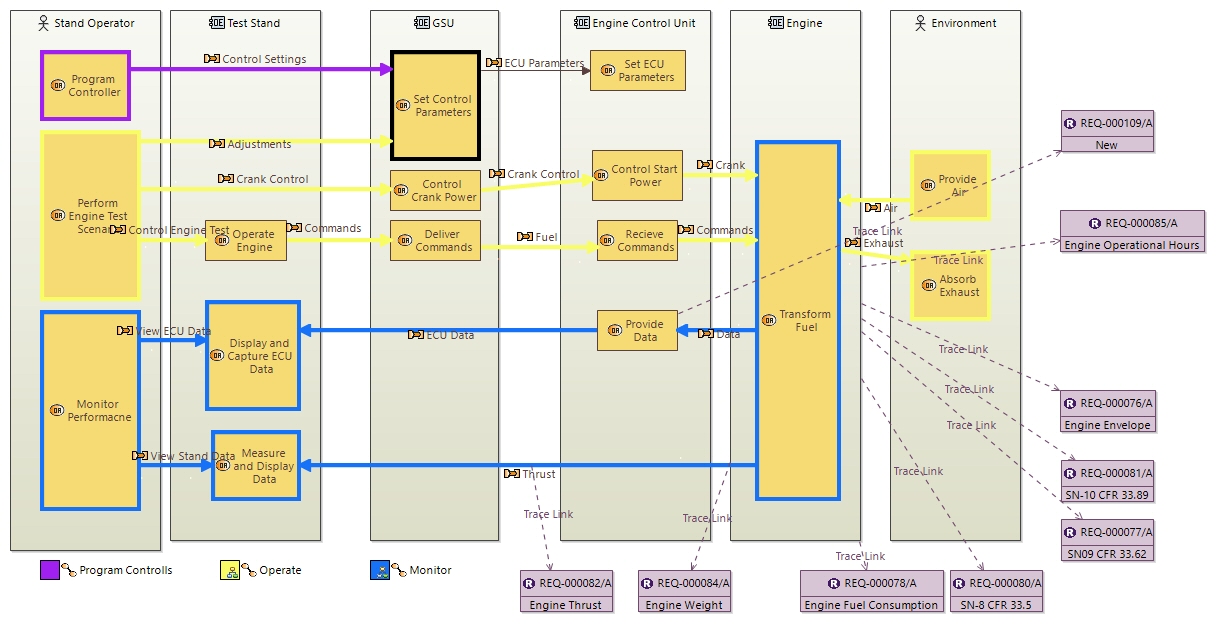 Stand Operator
Test Stand
GSU
Engine Control Unit
Engine
Environment
Program
Controller
Control Settings
Set Control
Parameters
ECU Parameters
Set ECU
Parameters
Adjustments
Perform
Engine Test
Scenar
Crank Control
Control
Crank Power
Crank Control
Control Start
Power
Crank
Control Engine Test
Operate
Engine
Commands
Deliver
Commands
Fuel
Recieve
Commands
Commands
Provide
Air
Air
Trace Link
Exhaust
Absorb
Exhaust
Trace Link
REQ-000109/A
New
REQ-000085/A
Engine Operational Hours
Monitor
Performacne
View ECU Data
Display and
Capture ECU
Data
ECU Data
Provide
Data
Data
Transform
Fuel
Trace Link
REQ-000076/A
Engine Envelope
Trace Link
Trace Link
View Stand Data
Measure
and Display
Data
Thrust
Trace Link
REQ-000081/A
SN-10 CFR 33.89
Trace Link
Trace Link
REQ-000077/A
SN09 CFR 33.62
Trace Link
Program Controlls
Operate
Monitor
REQ-000082/A
Engine Thrust
REQ-000084/A
Engine Weight
REQ-000078/A
Engine Fuel Consumption
REQ-000080/A
SN-8 CFR 33.5